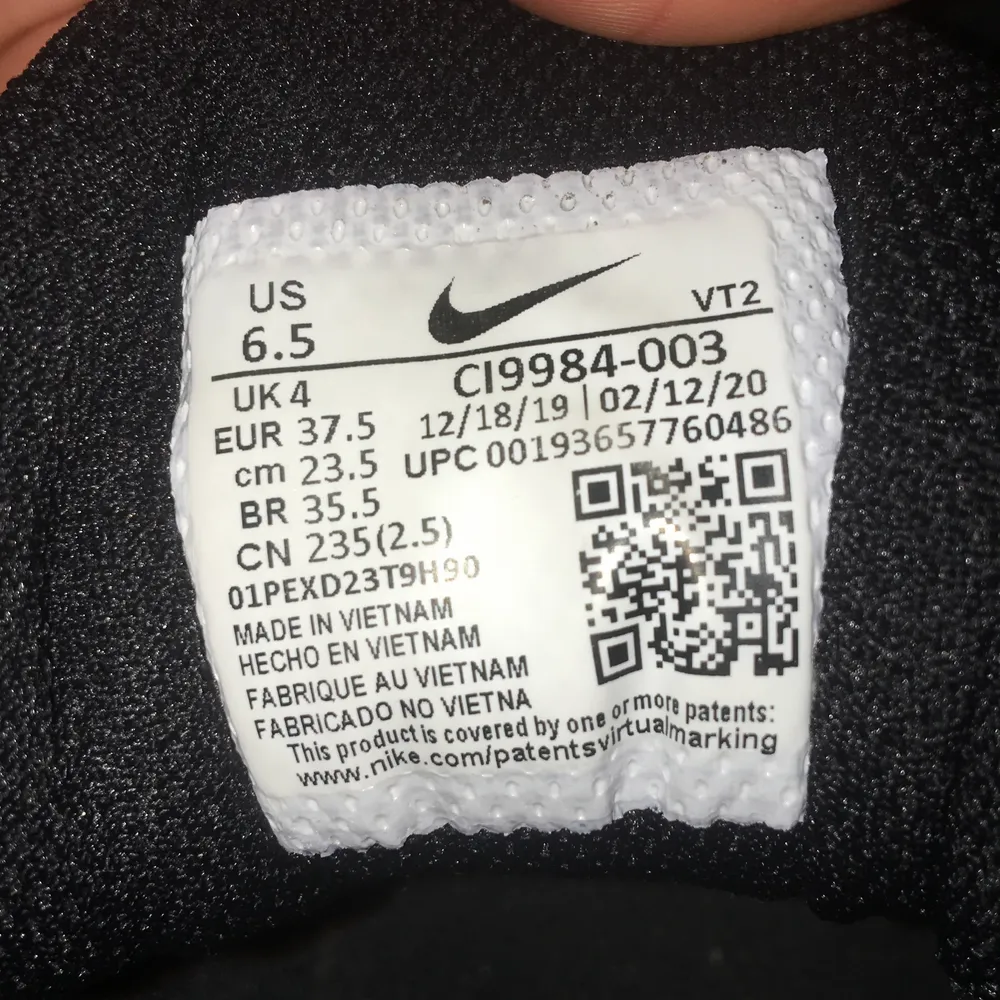 US
6.5
VT2
UK 4
CI9984-003
EUR 37.5
12/18/19 | 02/12/20
cm 23.5
UPC 00193657760486
BR 35.5
CN 235(2.5)
01PEXD23T9H90
MADE IN VIETNAM
HECHO EN VIETNAM
FABRIQUE AU VIETNAM
FABRICADO NO VIETNA
This product is covered by one or more patents:
www.nike.com/patentsvirtualmarking